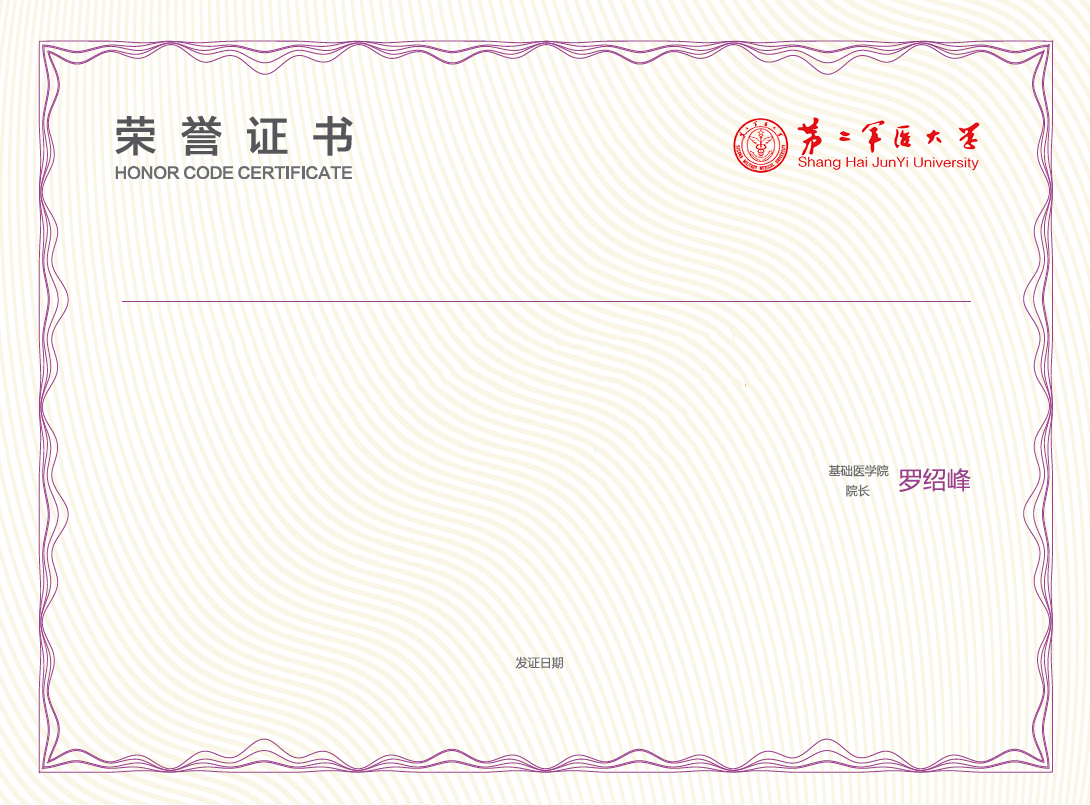 荣誉证书
HONOR CODE CERTIFICATE
第二军医大学
Shang Hai JunYi University
基础医学院
院长
罗绍峰
发证日期